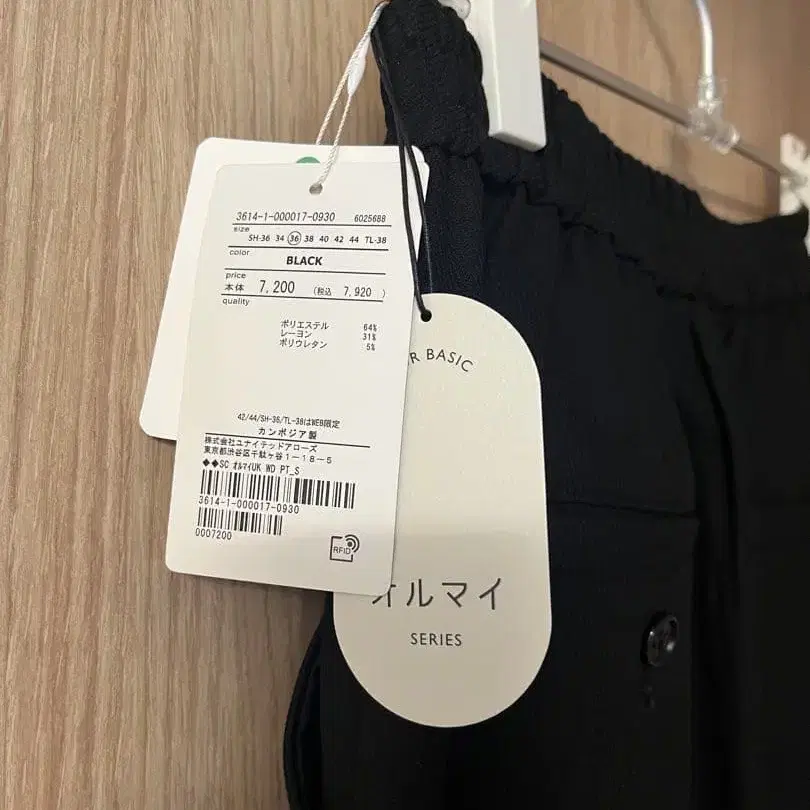 3614-1-000017-0930 6025688
size
SH-36 34 36 38 40 42 44 TL-38
color
BLACK
price
本体 7,200 (税込 7,920)
quality
ポリエステル 64%
レーヨン 31%
ポリウレタン 5%
42/44/SH-36/TL-38はWEB限定
カンボジア製
株式会社ユナイテッドアローズ
東京都渋谷区千駄ヶ谷1-18-5
◆◆SC オルマイUK WD PT_S
3614-1-000017-0930
0007200
RFID
BASIC
オルマイ
SERIES